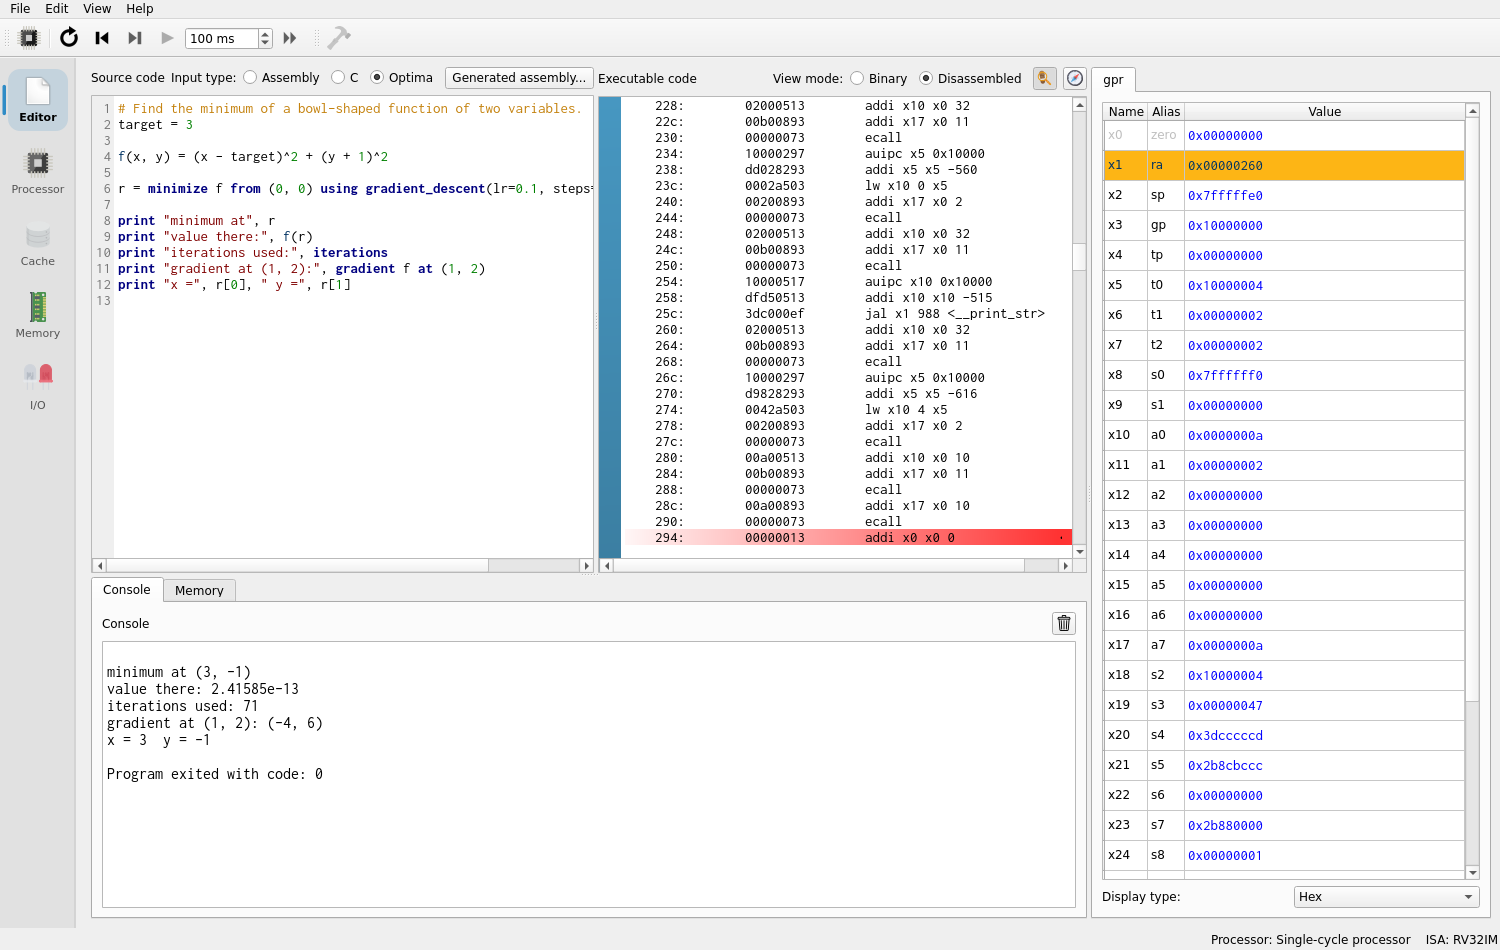 File Edit View Help
100 ms
Editor
Processor
Cache
Memory
I/O
Source code Input type: Assembly C Optima Generated assembly...
1 # Find the minimum of a bowl-shaped function of two variables.
2 target = 3
3
4 f(x, y) = (x - target)^2 + (y + 1)^2
5
6 r = minimize f from (0, 0) using gradient_descent(lr=0.1, steps=
7
8 print "minimum at", r
9 print "value there:", f(r)
10 print "iterations used:", iterations
11 print "gradient at (1, 2):", gradient f at (1, 2)
12 print "x =", r[0], " y =", r[1]
13
Executable code View mode: Binary Disassembled
228: 02000513 addi x10 x0 32
22c: 00b00893 addi x17 x0 11
230: 00000073 ecall
234: 10000297 auipc x5 0x10000
238: dd028293 addi x5 x5 -560
23c: 0002a503 lw x10 0 x5
240: 00200893 addi x17 x0 2
244: 00000073 ecall
248: 02000513 addi x10 x0 32
24c: 00b00893 addi x17 x0 11
250: 00000073 ecall
254: 10000517 auipc x10 0x10000
258: dfd50513 addi x10 x10 -515
25c: 3dc000ef jal x1 988 <__print_str>
260: 02000513 addi x10 x0 32
264: 00b00893 addi x17 x0 11
268: 00000073 ecall
26c: 10000297 auipc x5 0x10000
270: d9828293 addi x5 x5 -616
274: 0042a503 lw x10 4 x5
278: 00200893 addi x17 x0 2
27c: 00000073 ecall
280: 00a00513 addi x10 x0 10
284: 00b00893 addi x17 x0 11
288: 00000073 ecall
28c: 00a00893 addi x17 x0 10
290: 00000073 ecall
294: 00000013 addi x0 x0 0
Console Memory
Console
minimum at (3, -1)
value there: 2.41585e-13
iterations used: 71
gradient at (1, 2): (-4, 6)
x = 3  y = -1
Program exited with code: 0
gpr
Name Alias Value
x0 zero 0x00000000
x1 ra 0x00000260
x2 sp 0x7fffffe0
x3 gp 0x10000000
x4 tp 0x00000000
x5 t0 0x10000004
x6 t1 0x00000002
x7 t2 0x00000002
x8 s0 0x7ffffff0
x9 s1 0x00000000
x10 a0 0x0000000a
x11 a1 0x00000002
x12 a2 0x00000000
x13 a3 0x00000000
x14 a4 0x00000000
x15 a5 0x00000000
x16 a6 0x00000000
x17 a7 0x0000000a
x18 s2 0x10000004
x19 s3 0x00000047
x20 s4 0x3dcccccd
x21 s5 0x2b8cbccc
x22 s6 0x00000000
x23 s7 0x2b880000
x24 s8 0x00000001
Display type: Hex
Processor: Single-cycle processor ISA: RV32IM